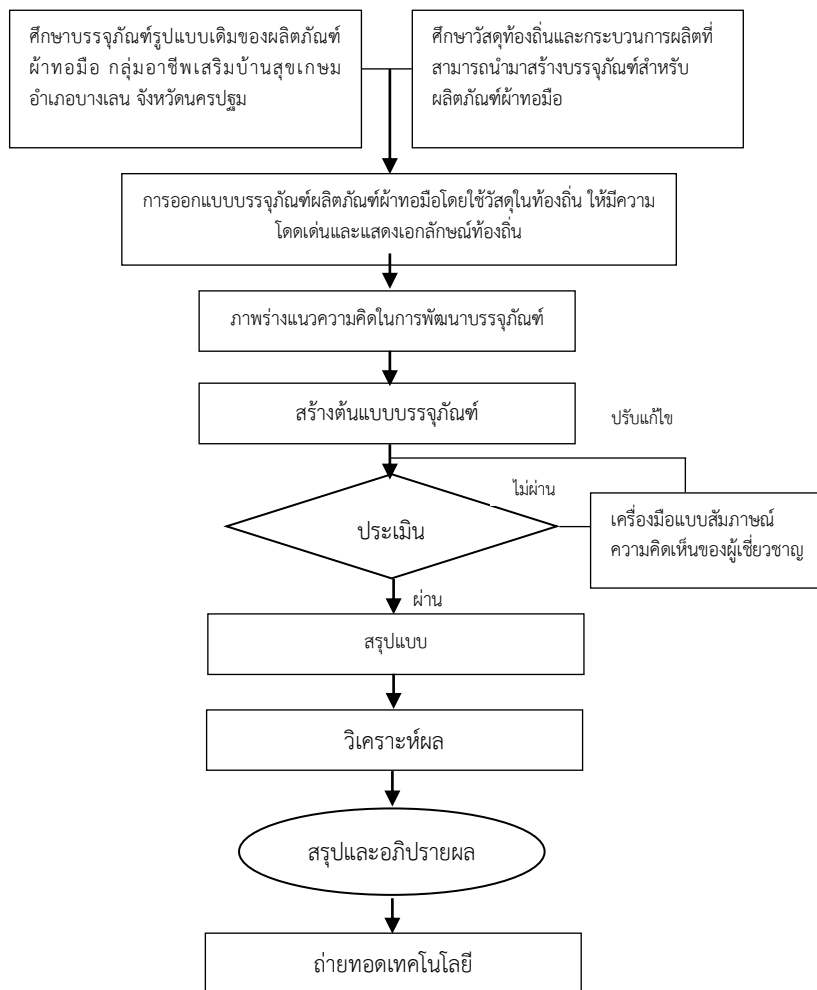 ศึกษาบรรจุภัณฑ์รูปแบบเดิมของผลิตภัณฑ์
ผ้าทอมือ กลุ่มอาชีพเสริมบ้านสุขเกษม
อำเภอบางเลน จังหวัดนครปฐม
ศึกษาวัสดุท้องถิ่นและกระบวนการผลิตที่
สามารถนำมาสร้างบรรจุภัณฑ์สำหรับ
ผลิตภัณฑ์ผ้าทอมือ
การออกแบบบรรจุภัณฑ์ผลิตภัณฑ์ผ้าทอมือโดยใช้วัสดุในท้องถิ่น ให้มีความ
โดดเด่นและแสดงเอกลักษณ์ท้องถิ่น
ภาพร่างแนวความคิดในการพัฒนาบรรจุภัณฑ์
สร้างต้นแบบบรรจุภัณฑ์
ปรับแก้ไข
ไม่ผ่าน
ประเมิน
เครื่องมือแบบสัมภาษณ์
ความคิดเห็นของผู้เชี่ยวชาญ
ผ่าน
สรุปแบบ
วิเคราะห์ผล
สรุปและอภิปรายผล
ถ่ายทอดเทคโนโลยี